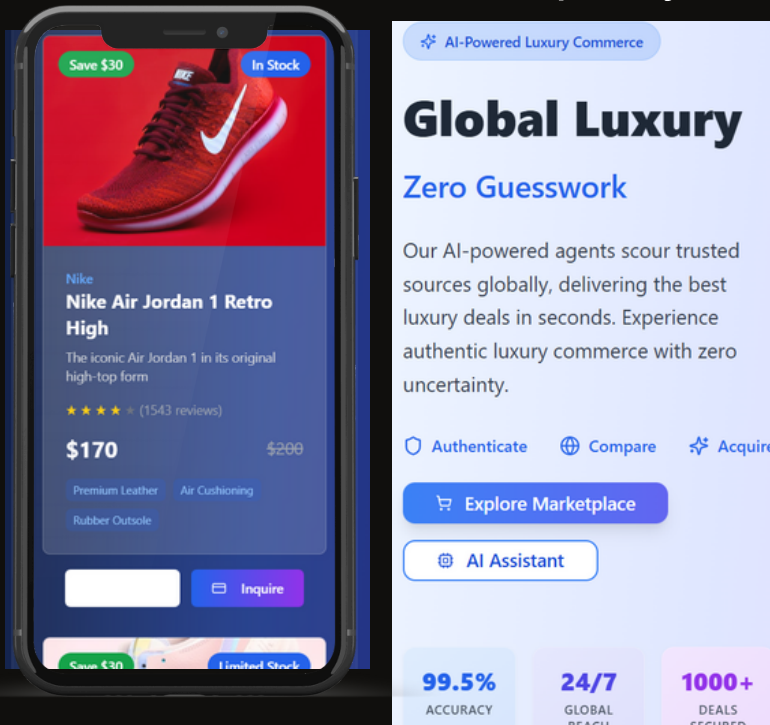 Save $30
In Stock
NIKE
Nike
Nike Air Jordan 1 Retro
High
The iconic Air Jordan 1 in its original
high-top form
★★★★★ (1543 reviews)
$170
$200
Premium Leather
Air Cushioning
Rubber Outsole
Inquire
Save $30
Limited Stock
AI-Powered Luxury Commerce
Global Luxury
Zero Guesswork
Our AI-powered agents scour trusted
sources globally, delivering the best
luxury deals in seconds. Experience
authentic luxury commerce with zero
uncertainty.
Authenticate
Compare
Acquire
Explore Marketplace
AI Assistant
99.5%
ACCURACY
24/7
GLOBAL
REACH
1000+
DEALS
SECURED